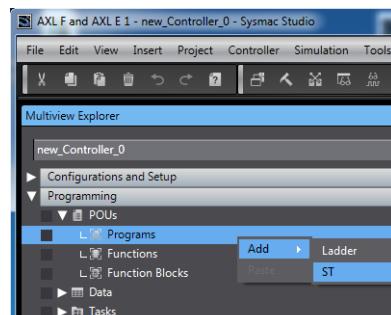 AXL F and AXL E 1 - new_Controller_0 - Sysmac Studio
File Edit View Insert Project Controller Simulation Tools
Multiview Explorer
new_Controller_0
Configurations and Setup
Programming
POUs
Programs
Add
Ladder
Functions
Paste
ST
Function Blocks
Data
Tasks